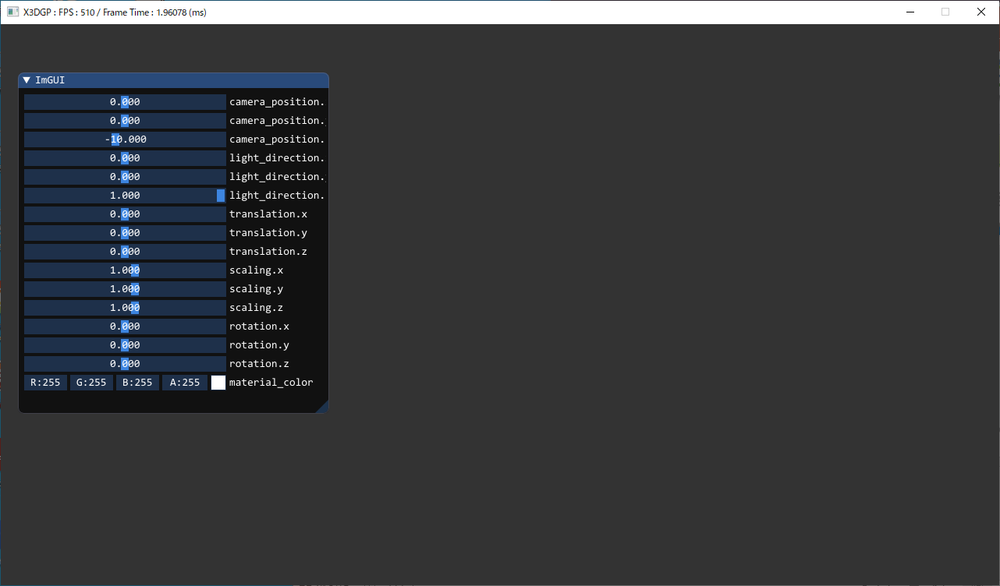 X3DGP : FPS : 510 / Frame Time : 1.96078 (ms)
ImGUI
0.000 camera_position.
0.000 camera_position.
-10.000 camera_position.
0.000 light_direction.
0.000 light_direction.
1.000 light_direction.
0.000 translation.x
0.000 translation.y
0.000 translation.z
1.000 scaling.x
1.000 scaling.y
1.000 scaling.z
0.000 rotation.x
0.000 rotation.y
0.000 rotation.z
R:255 G:255 B:255 A:255 material_color